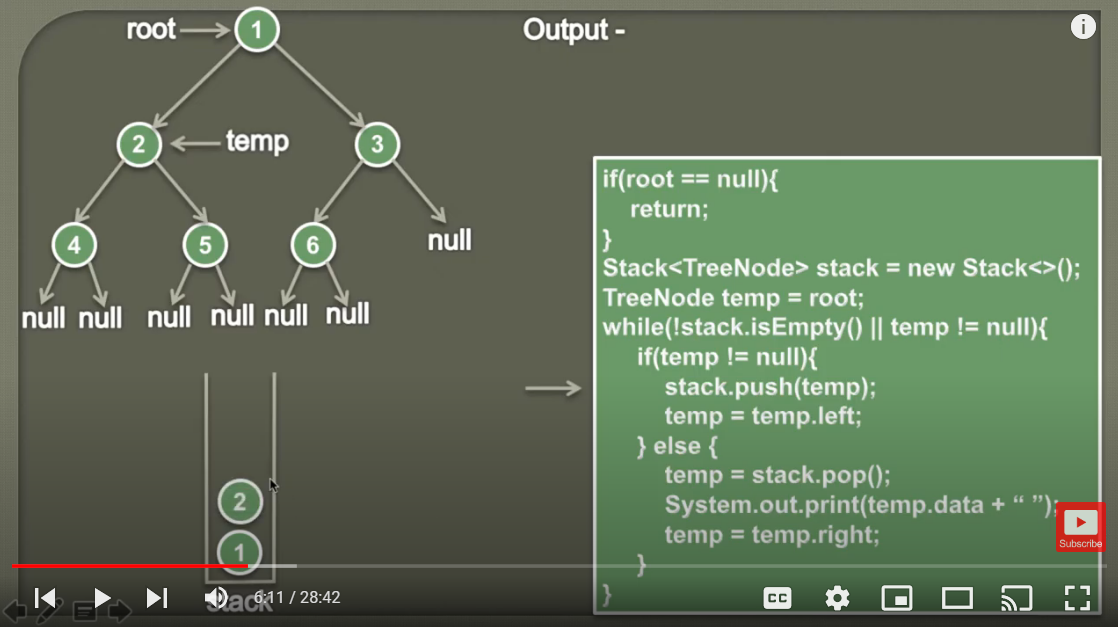 root
1
Output -
2
temp
3
4
5
6
null
null null null null null null
if(root == null){
return;
}
Stack<TreeNode> stack = new Stack<>();
TreeNode temp = root;
while(!stack.isEmpty() || temp != null){
if(temp != null){
stack.push(temp);
temp = temp.left;
} else {
temp = stack.pop();
System.out.print(temp.data + “ ”);
temp = temp.right;
}
}
2
1
stack
Subscribe
6:11 / 28:42
CC
i